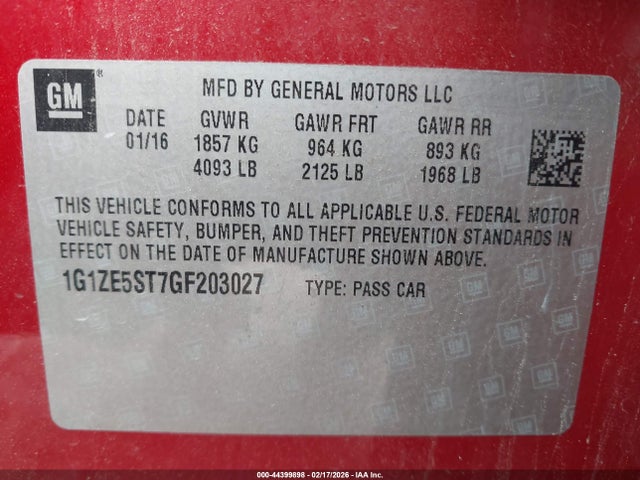 GM
®
MFD BY GENERAL MOTORS LLC
DATE GVWR GAWR FRT GAWR RR
01/16 1857 KG 964 KG 893 KG
4093 LB 2125 LB 1968 LB
THIS VEHICLE CONFORMS TO ALL APPLICABLE U.S. FEDERAL MOTOR
VEHICLE SAFETY, BUMPER, AND THEFT PREVENTION STANDARDS IN
EFFECT ON THE DATE OF MANUFACTURE SHOWN ABOVE.
1G1ZE5ST7GF203027 TYPE: PASS CAR
000-44399898 - 02/17/2026 - IAA Inc.